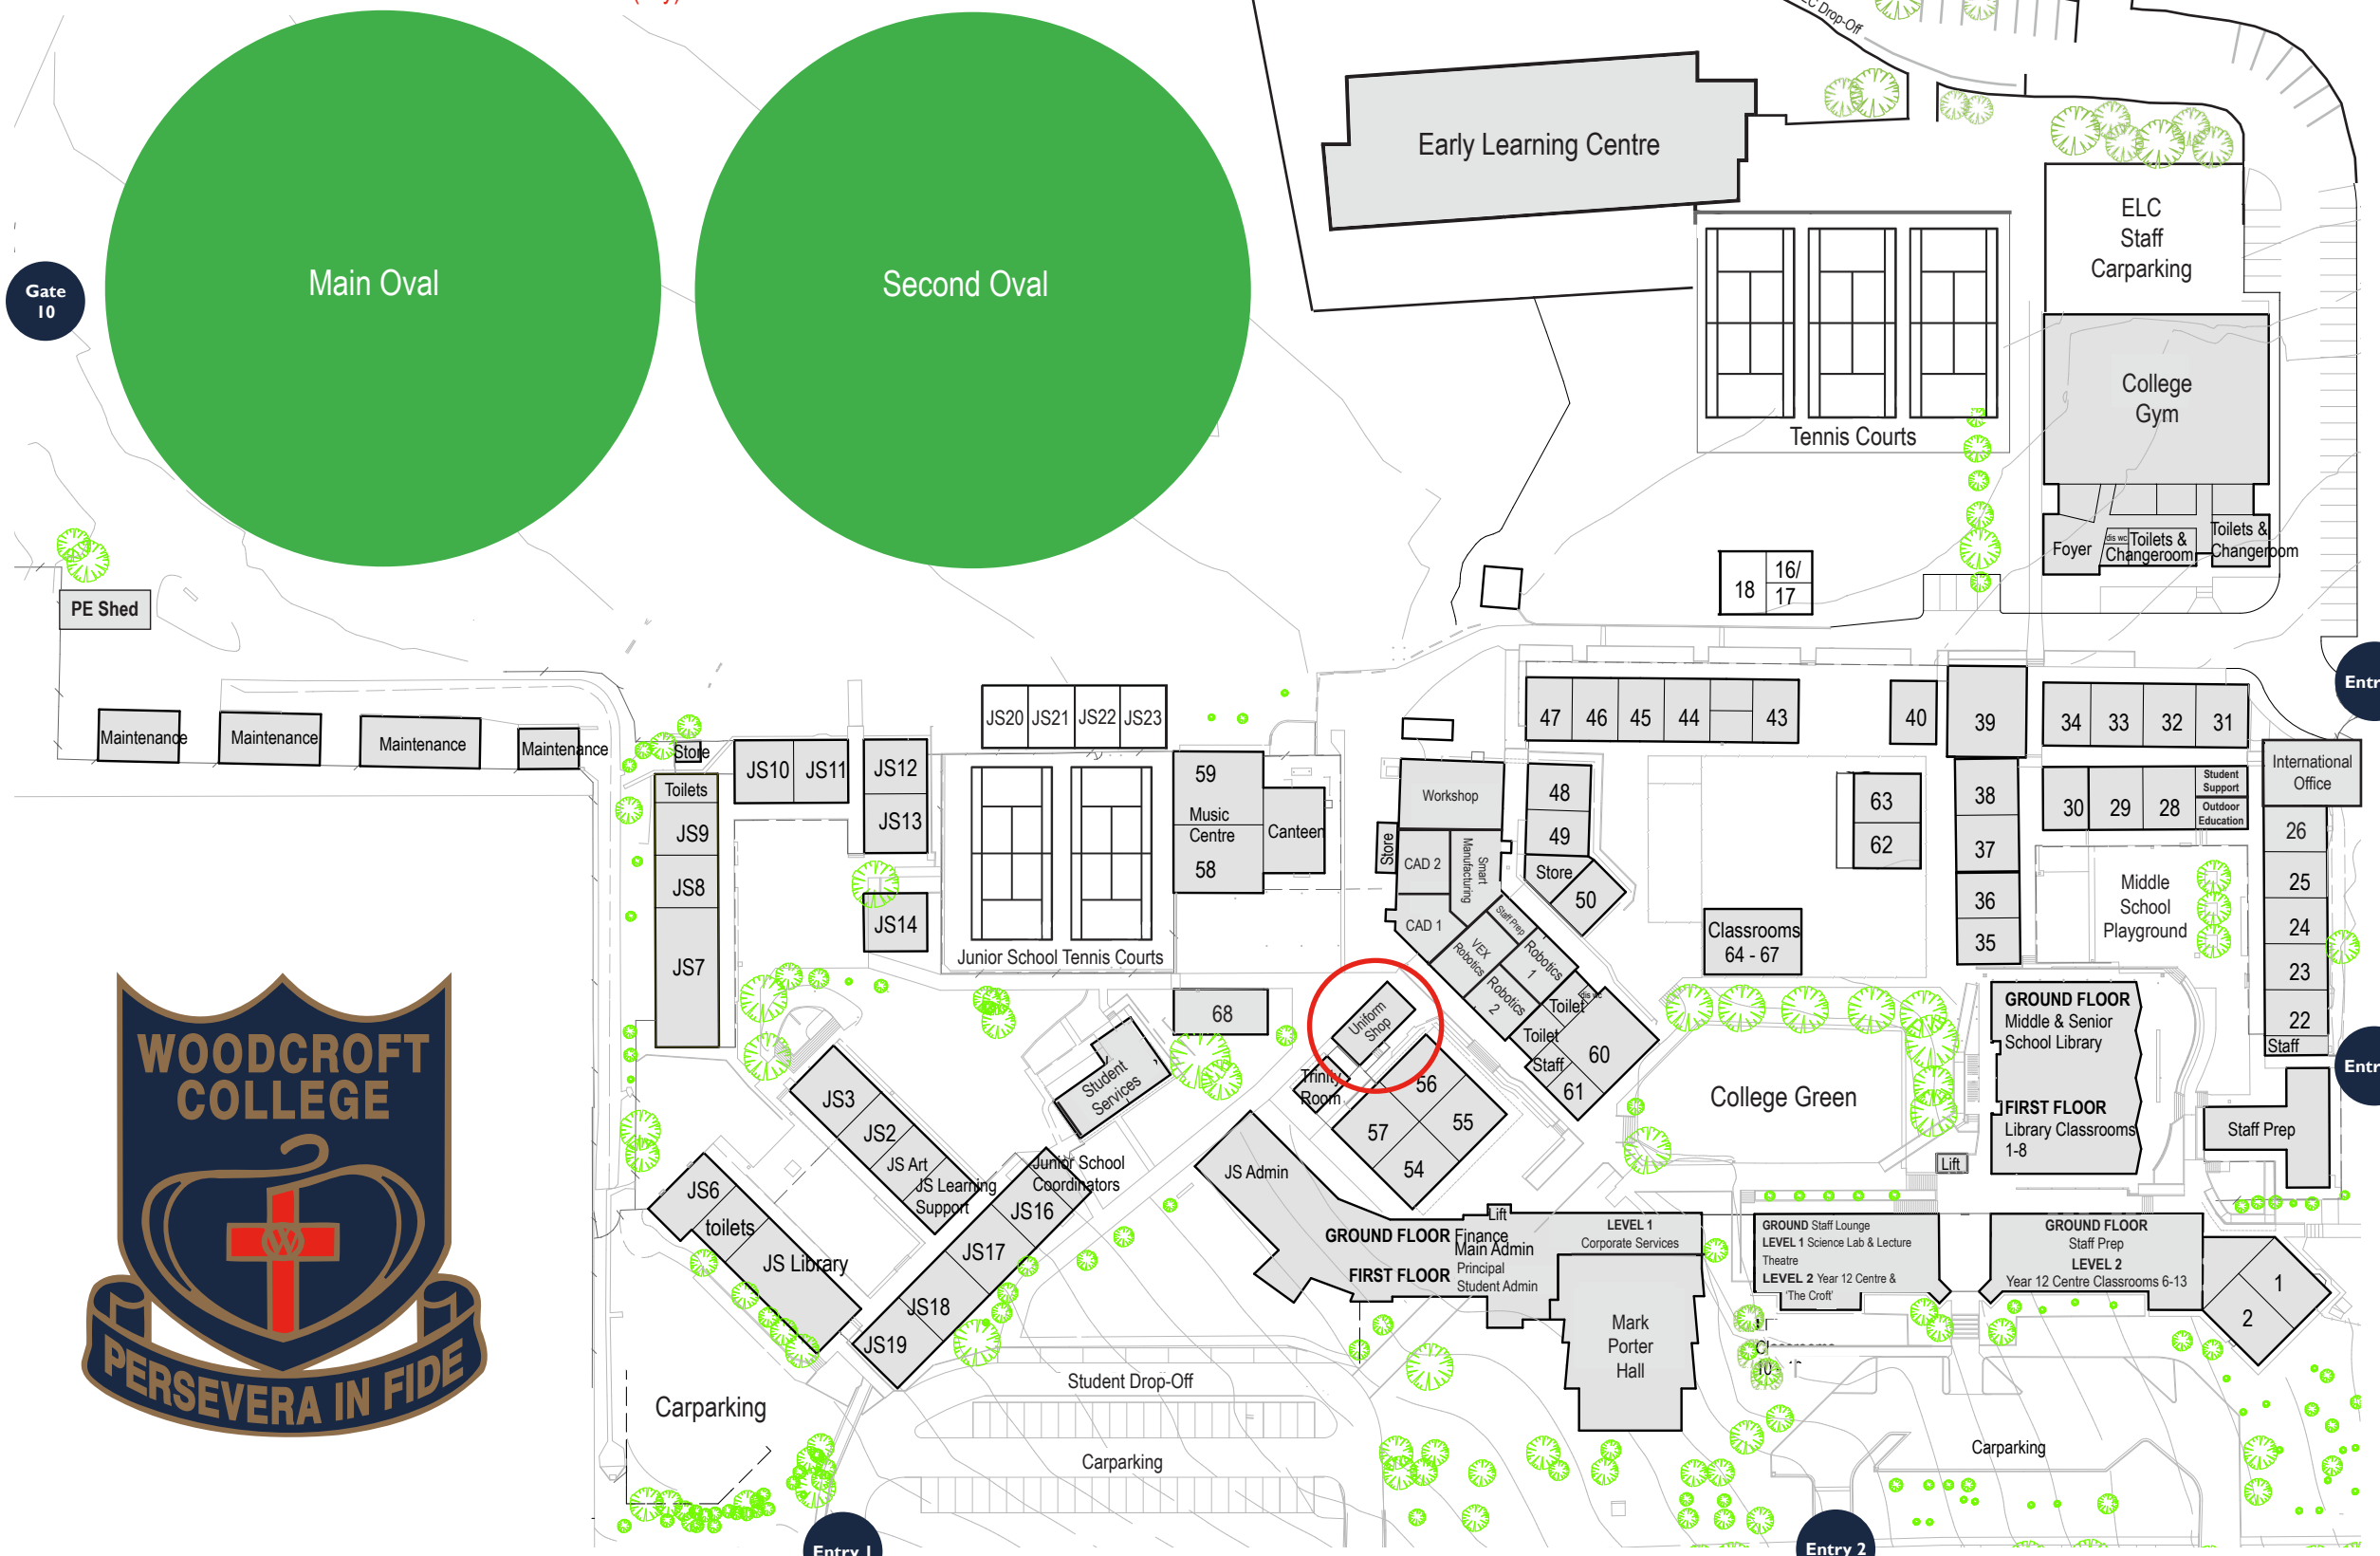 ELC Drop-Off
Early Learning Centre
ELC
Staff
Carparking
Main Oval
Second Oval
Gate
10
College
Gym
Tennis Courts
Foyer
dis wc
Toilets &
Changeroom
Toilets &
Changeroom
18
16/
17
PE Shed
Maintenance
Maintenance
Maintenance
Maintenance
Store
JS20
JS21
JS22
JS23
47
46
45
44
43
40
39
34
33
32
31
International
Office
Toilets
JS9
JS8
JS7
JS10
JS11
JS12
JS13
JS14
Junior School Tennis Courts
59
Music
Centre
58
Canteen
Workshop
Store
CAD 2
Smart
Manufacturing
CAD 1
VEX
Robotics
Staff Prep
Robotics
1
Robotics
2
Toilet
dis wc
Toilet
Staff
60
61
48
49
Store
50
63
62
Classrooms
64 - 67
38
37
36
35
30
29
28
Student
Support
Outdoor
Education
26
25
24
23
22
Staff
Middle
School
Playground
68
Uniform
Shop
Trinity
Room
56
55
57
54
College Green
GROUND FLOOR
Middle & Senior
School Library
FIRST FLOOR
Library Classrooms
1-8
Lift
Staff Prep
WOODCROFT
COLLEGE
W
PERSEVERA IN FIDE
Student
Services
JS3
JS2
JS Art
JS Learning
Support
Junior School
Coordinators
JS16
JS17
JS18
JS19
JS6
toilets
JS Library
JS Admin
Lift
GROUND FLOOR Finance
Main Admin
FIRST FLOOR Principal
Student Admin
LEVEL 1
Corporate Services
Mark
Porter
Hall
GROUND Staff Lounge
LEVEL 1 Science Lab & Lecture
Theatre
LEVEL 2 Year 12 Centre &
'The Croft'
GROUND FLOOR
Staff Prep
LEVEL 2
Year 12 Centre Classrooms 6-13
1
2
Carparking
Student Drop-Off
Carparking
Carparking
Entry 1
Entry 2